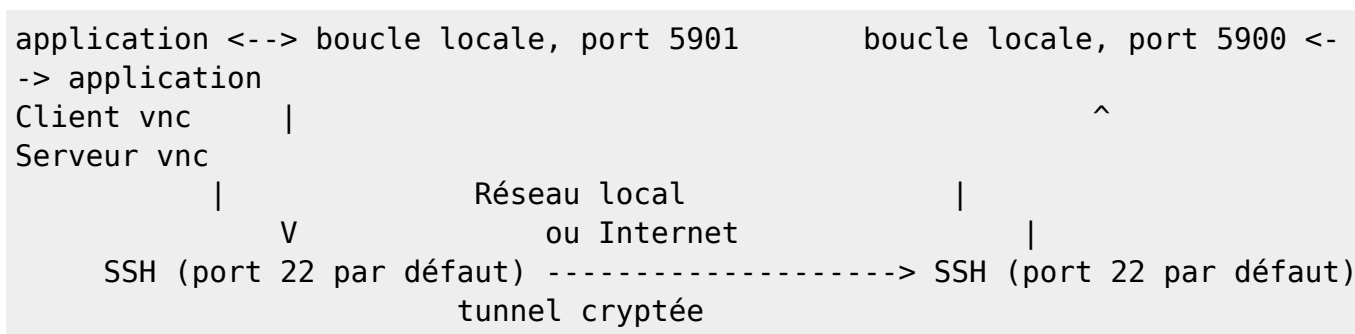 application <--> boucle locale, port 5901        boucle locale, port 5900 <-
-> application
Client vnc     |                                             ^
Serveur vnc
           |              Réseau local               |
               V              ou Internet                |
     SSH (port 22 par défaut) --------------------> SSH (port 22 par défaut)
                         tunnel cryptée